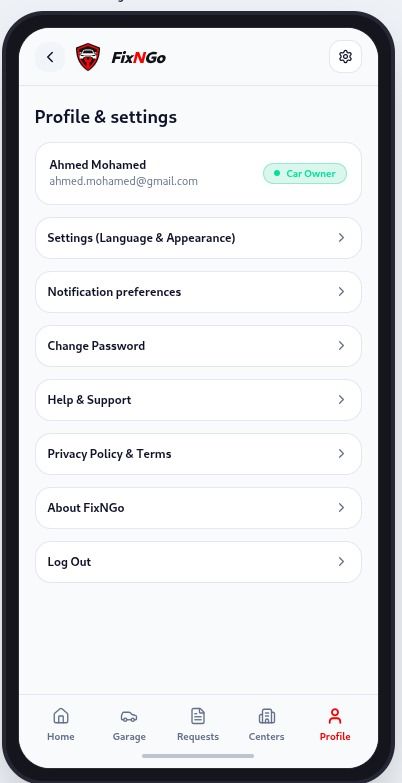 FixNGo
Profile & settings
Ahmed Mohamed
ahmed.mohamed@gmail.com
Car Owner
Settings (Language & Appearance)
Notification preferences
Change Password
Help & Support
Privacy Policy & Terms
About FixNGo
Log Out
Home Garage Requests Centers Profile